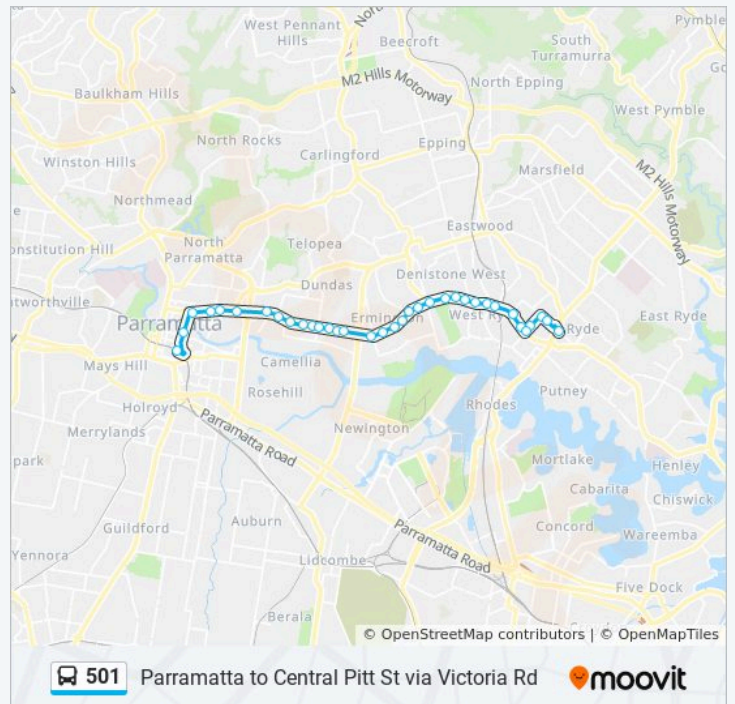 West Pennant
Hills
Beecroft
South
Turramurra
Pymble
M2 Hills Motorway
Baulkham Hills
North Epping
West Pymble
North Rocks
Carlingford
Epping
Winston Hills
Marsfield
M2 Hills Motorway
Northmead
Eastwood
Constitution Hill
North
Parramatta
Telopea
Dundas
Denistone West
Parramatta
Ermington
West Ry
Ryde
East Ryde
Mays Hill
Camellia
Rosehill
Putney
Holroyd
Rhodes
Merrylands
Parramatta Road
Newington
Mortlake
Henley
park
Cabarita
Chiswick
Guildford
Auburn
Concord
Wareemba
Yennora
Parramatta Road
Lidcombe
Five Dock
Berala
© OpenStreetMap contributors | © OpenMapTiles
501 Parramatta to Central Pitt St via Victoria Rd moovit